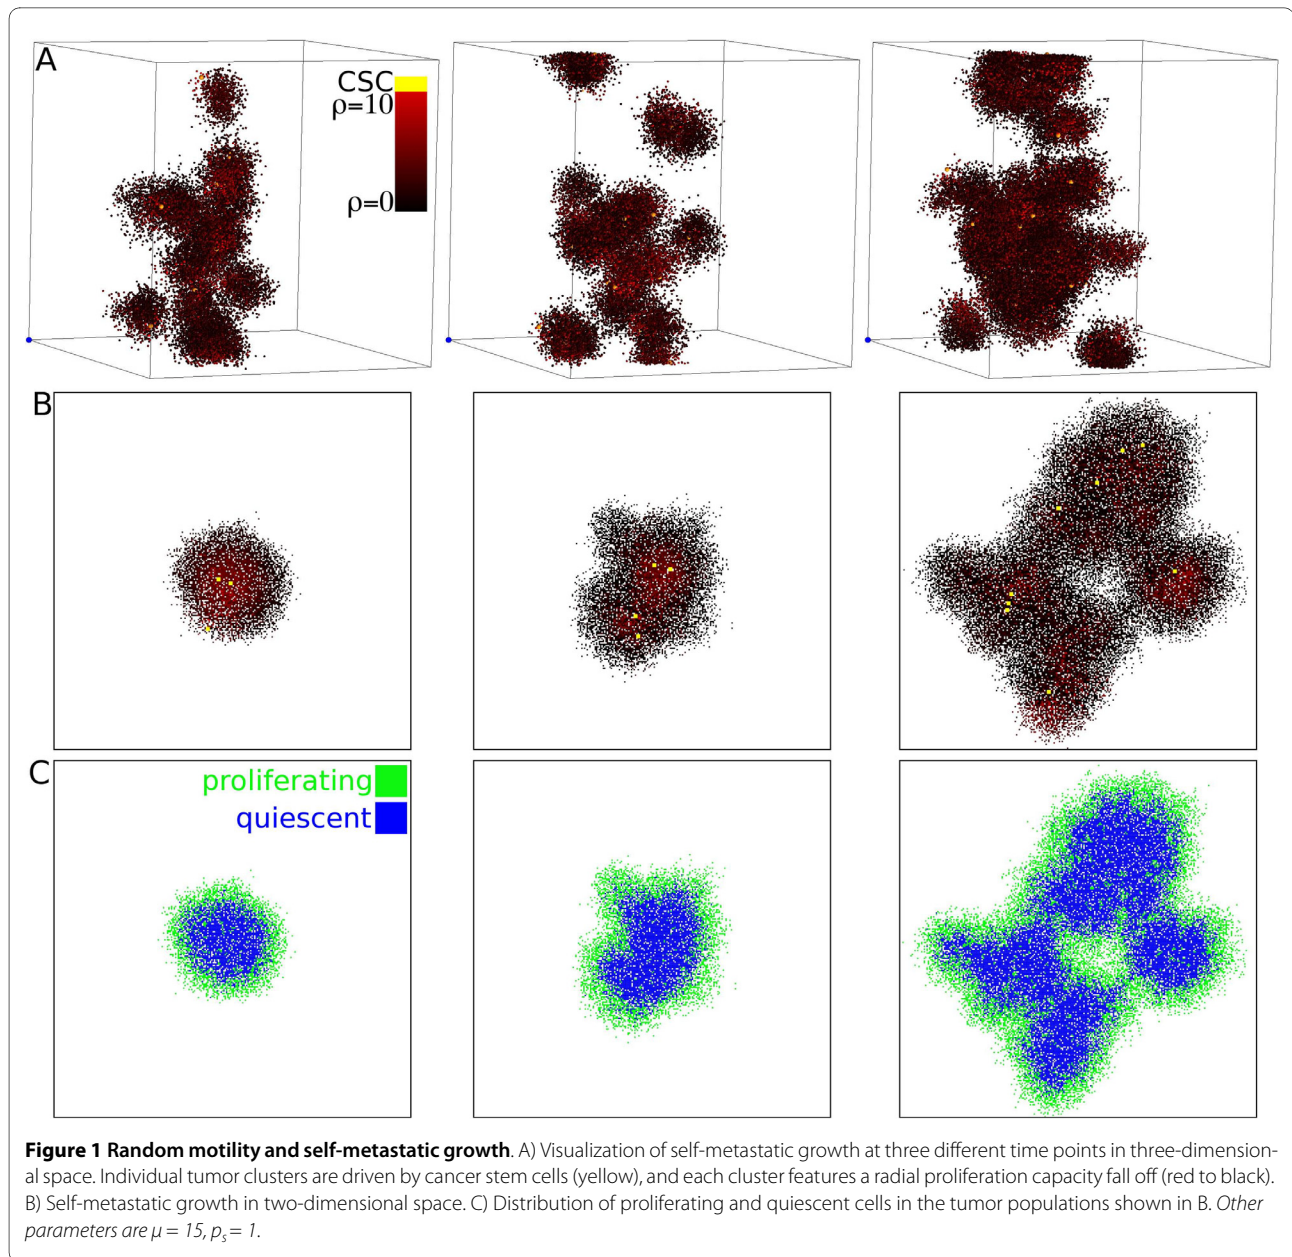 A
CSC
ρ=10
ρ=0
B
C
proliferating
quiescent
Figure 1 Random motility and self-metastatic growth. A) Visualization of self-metastatic growth at three different time points in three-dimension-
al space. Individual tumor clusters are driven by cancer stem cells (yellow), and each cluster features a radial proliferation capacity fall off (red to black).
B) Self-metastatic growth in two-dimensional space. C) Distribution of proliferating and quiescent cells in the tumor populations shown in B. Other
parameters are μ = 15, pₛ = 1.